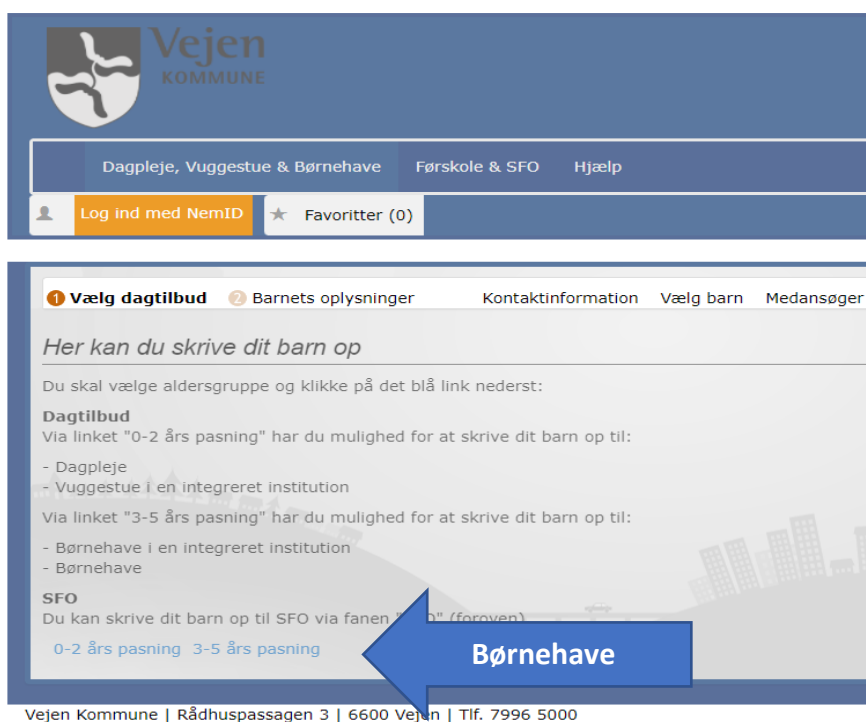 Vejen
KOMMUNE
Dagpleje, Vuggestue & Børnehave Førskole & SFO Hjælp
Log ind med NemID Favoritter (0)
1 Vælg dagtilbud 2 Barnets oplysninger Kontaktinformation Vælg barn Medansøger
Her kan du skrive dit barn op
Du skal vælge aldersgruppe og klikke på det blå link nederst:
Dagtilbud
Via linket "0-2 års pasning" har du mulighed for at skrive dit barn op til:
- Dagpleje
- Vuggestue i en integreret institution
Via linket "3-5 års pasning" har du mulighed for at skrive dit barn op til:
- Børnehave i en integreret institution
- Børnehave
SFO
Du kan skrive dit barn op til SFO via fanen (foroven)
0-2 års pasning 3-5 års pasning
Børnehave
Vejen Kommune | Rådhuspassagen 3 | 6600 Vejen | Tlf. 7996 5000